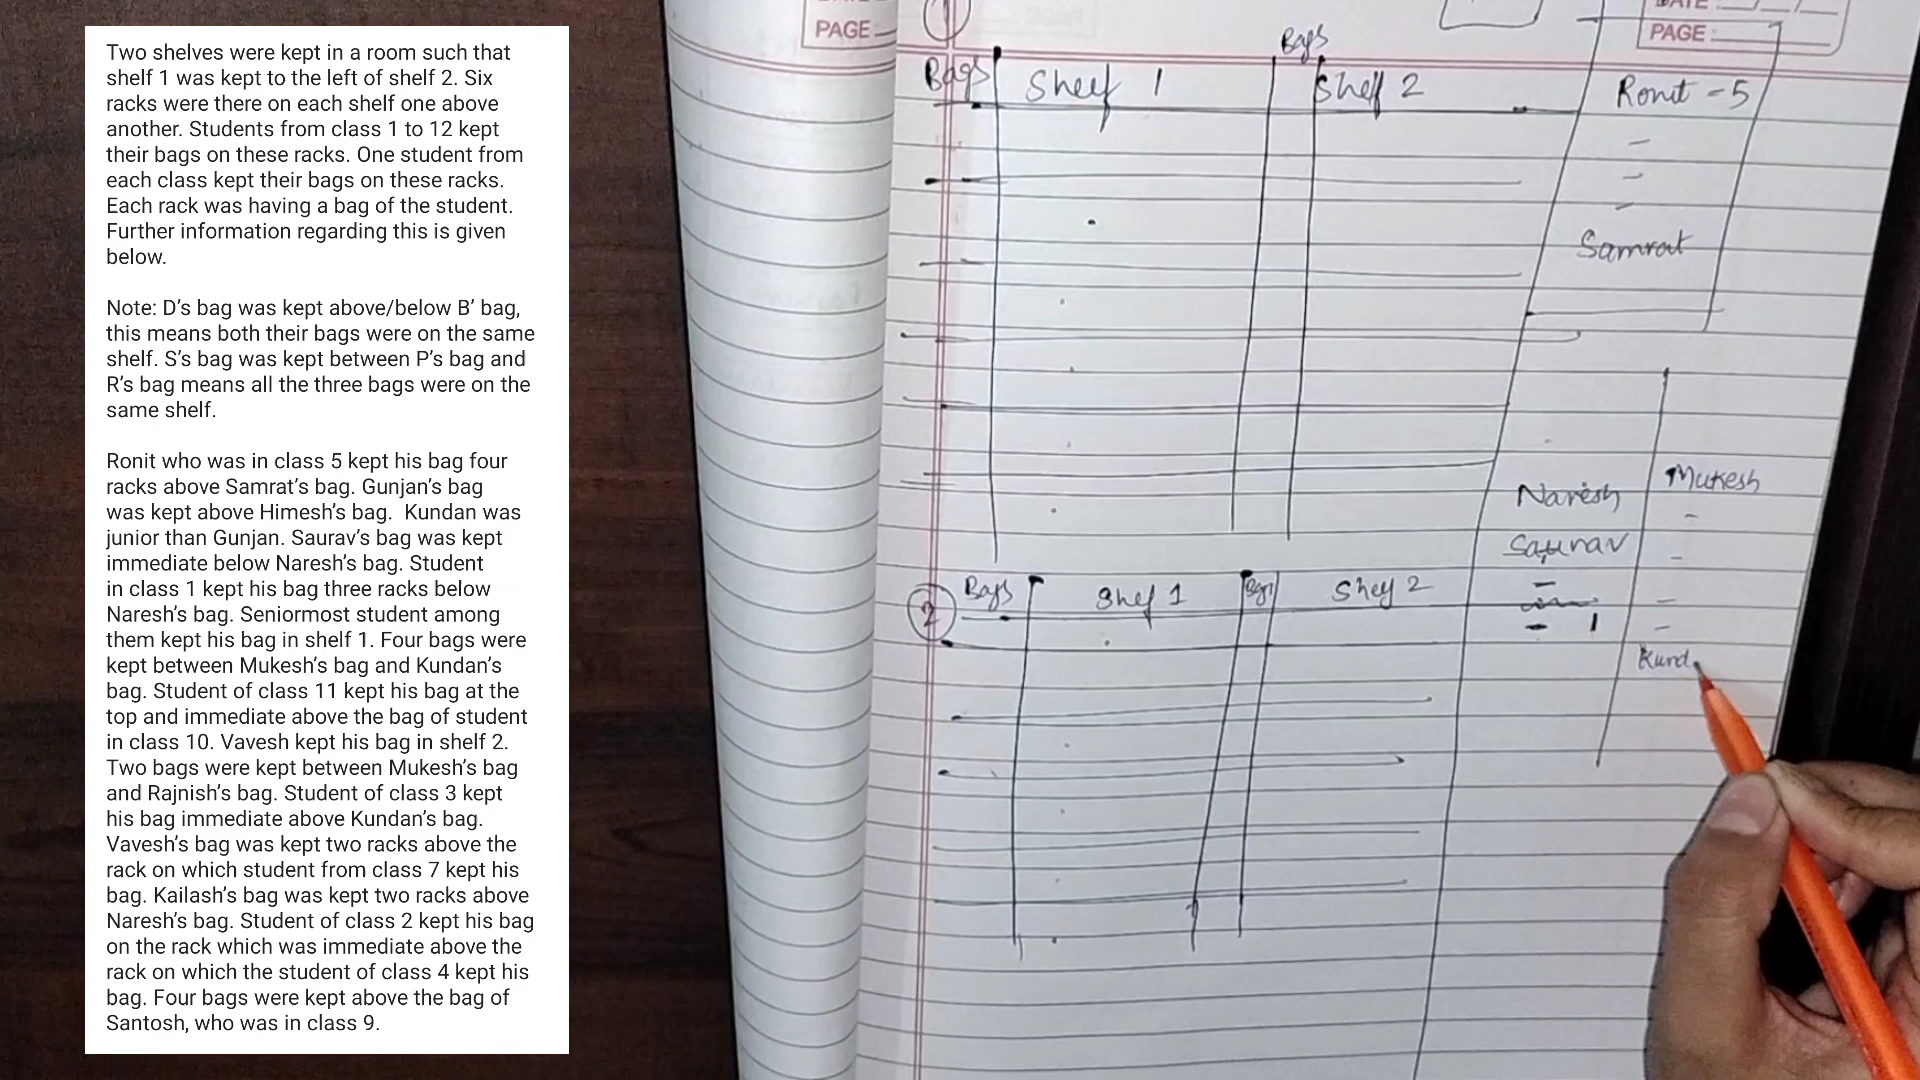 Two shelves were kept in a room such that
shelf 1 was kept to the left of shelf 2. Six
racks were there on each shelf one above
another. Students from class 1 to 12 kept
their bags on these racks. One student from
each class kept their bags on these racks.
Each rack was having a bag of the student.
Further information regarding this is given
below.
Note: D’s bag was kept above/below B’ bag,
this means both their bags were on the same
shelf. S’s bag was kept between P’s bag and
R’s bag means all the three bags were on the
same shelf.
Ronit who was in class 5 kept his bag four
racks above Samrat’s bag. Gunjan’s bag
was kept above Himesh’s bag.  Kundan was
junior than Gunjan. Saurav’s bag was kept
immediate below Naresh’s bag. Student
in class 1 kept his bag three racks below
Naresh’s bag. Seniormost student among
them kept his bag in shelf 1. Four bags were
kept between Mukesh’s bag and Kundan’s
bag. Student of class 11 kept his bag at the
top and immediate above the bag of student
in class 10. Vavesh kept his bag in shelf 2.
Two bags were kept between Mukesh’s bag
and Rajnish’s bag. Student of class 3 kept
his bag immediate above Kundan’s bag.
Vavesh’s bag was kept two racks above the
rack on which student from class 7 kept his
bag. Kailash’s bag was kept two racks above
Naresh’s bag. Student of class 2 kept his bag
on the rack which was immediate above the
rack on which the student of class 4 kept his
bag. Four bags were kept above the bag of
Santosh, who was in class 9.
PAGE
1
DATE
PAGE
Bags Shelf 1 Bags Shelf 2
Ronit - 5
-
-
-
Samrat
Naresh
Saurav
-
- 1
Mukesh
-
-
-
-
Kund
2 Bags Shelf 1 Bags Shelf 2